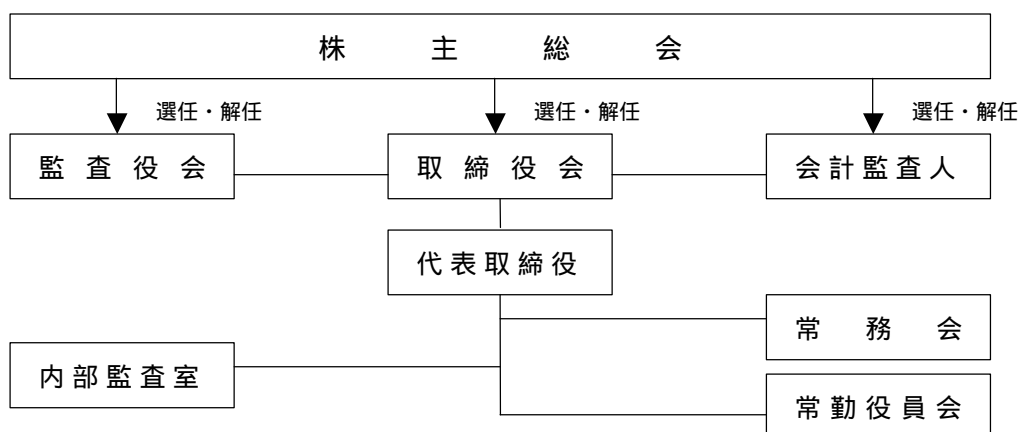 株主総会
選任・解任
選任・解任
選任・解任
監査役会
取締役会
会計監査人
代表取締役
常務会
内部監査室
常勤役員会